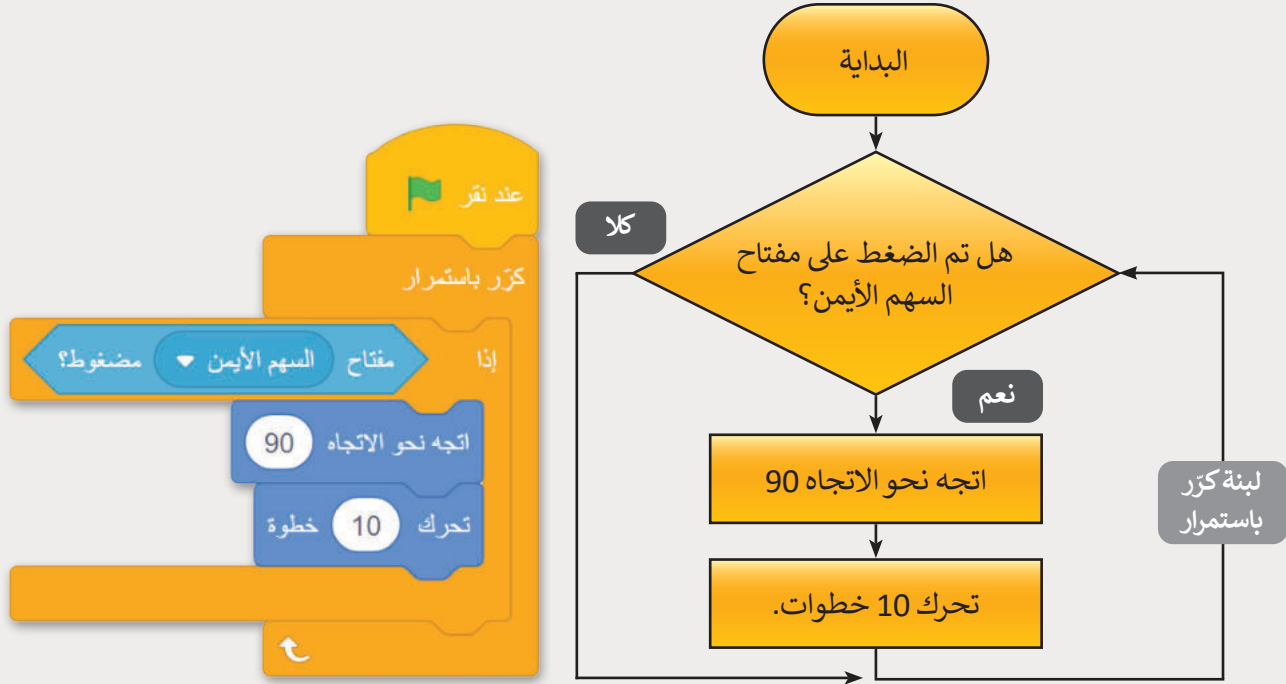 البداية
هل تم الضغط على مفتاح
السهم الأيمن؟
كلا
نعم
اتجه نحو الاتجاه 90
تحرك 10 خطوات.
لبنة كرّر
باستمرار
عند نقر
كرّر باستمرار
إذا مفتاح السهم الأيمن مضغوط؟
اتجه نحو الاتجاه 90
تحرك 10 خطوة